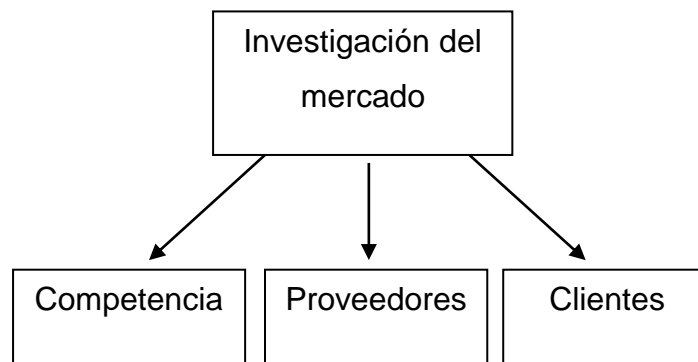 Investigación del
mercado
Competencia
Proveedores
Clientes